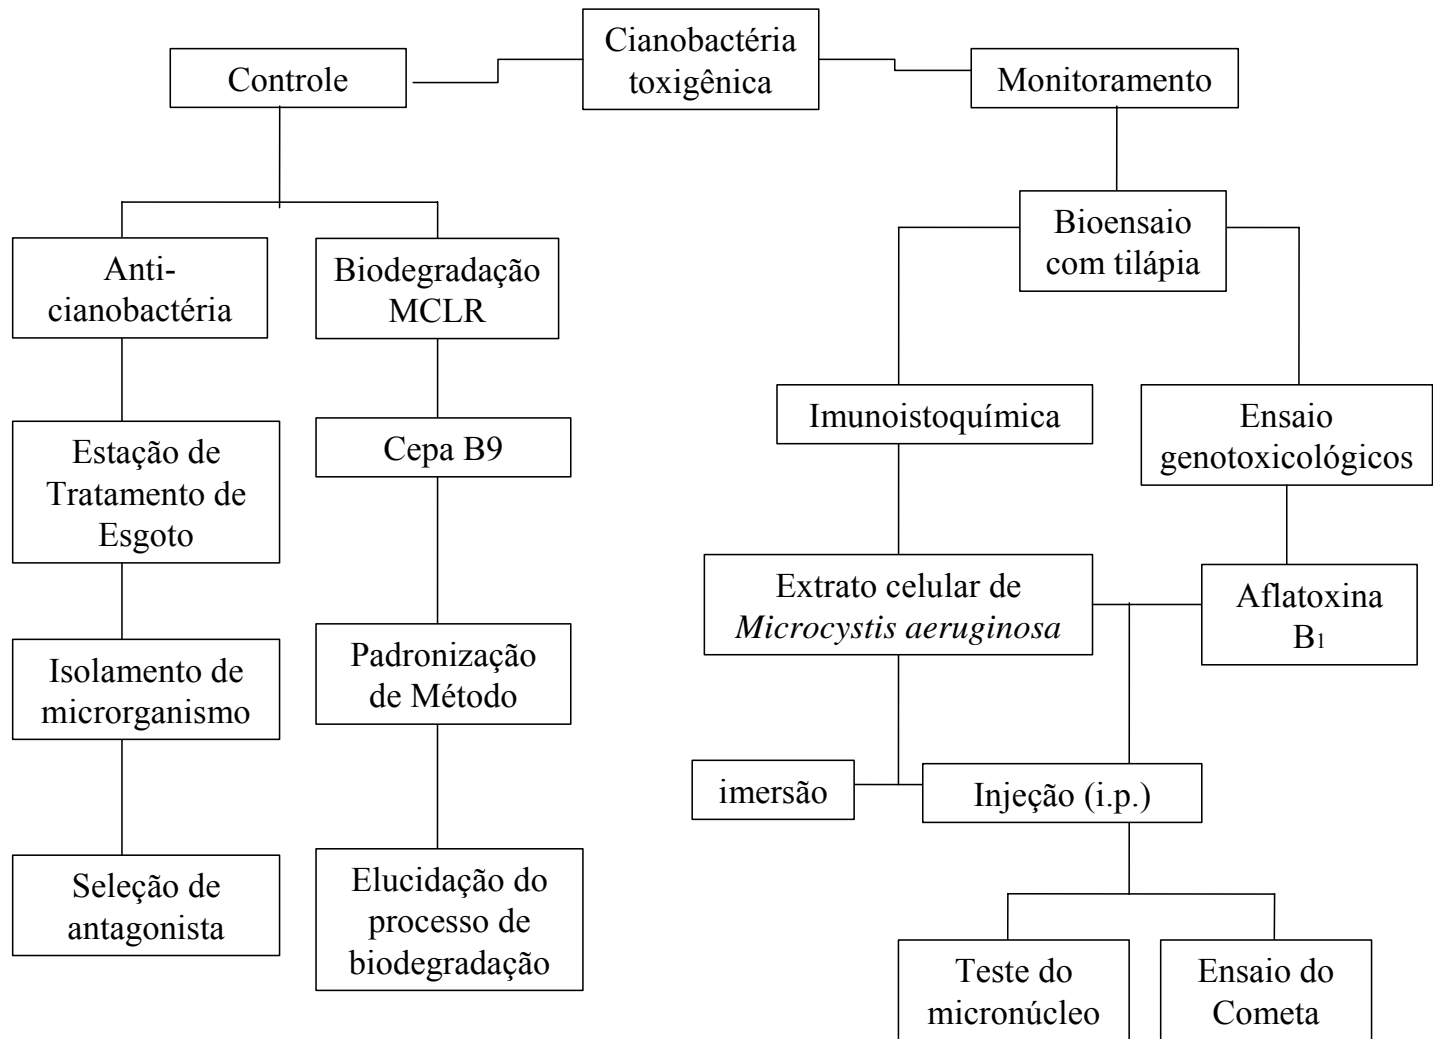 Cianobactéria
toxigênica
Controle
Monitoramento
Anti-
cianobactéria
Biodegradação
MCLR
Bioensaio
com tilápia
Estação de
Tratamento de
Esgoto
Cepa B9
Imunoistoquímica
Ensaio
genotoxicológicos
Isolamento de
microrganismo
Padronização
de Método
Extrato celular de
Microcystis aeruginosa
Aflatoxina
B1
imersão
Injeção (i.p.)
Seleção de
antagonista
Elucidação do
processo de
biodegradação
Teste do
micronúcleo
Ensaio do
Cometa